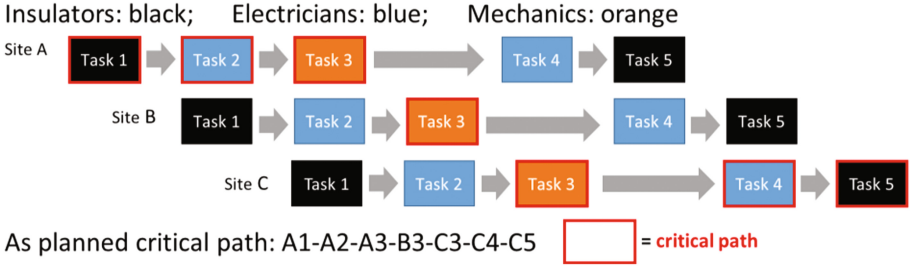 Insulators: black; Electricians: blue; Mechanics: orange
Site A Task 1 Task 2 Task 3 Task 4 Task 5
Site B Task 1 Task 2 Task 3 Task 4 Task 5
Site C Task 1 Task 2 Task 3 Task 4 Task 5
As planned critical path: A1-A2-A3-B3-C3-C4-C5 = critical path